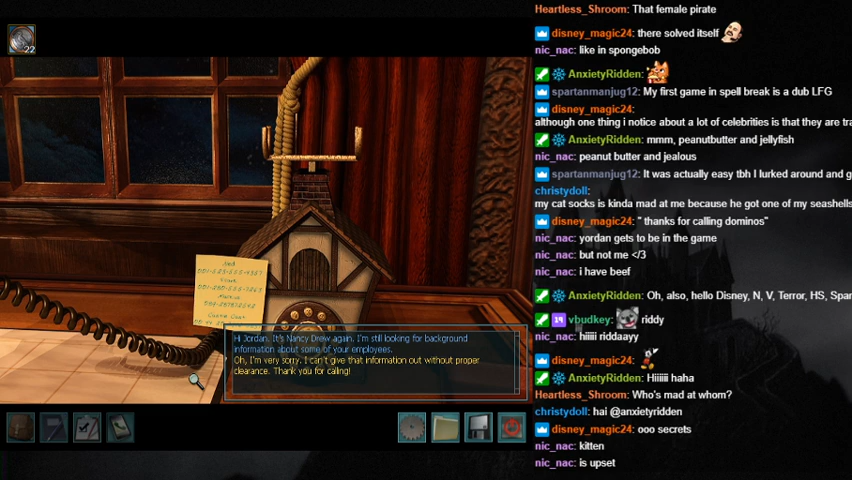 22
Hi Jordan. It's Nancy Drew again. I'm still looking for background
information about some of your employees.
Oh, I'm very sorry. I can't give that information out without proper
clearance. Thank you for calling!
Heartless_Shroom: That female pirate
disney_magic24: there solved itself
nic_nac: like in spongebob
AnxietyRidden:
spartanmanjug12: My first game in spell break is a dub LFG
disney_magic24:
although one thing i notice about a lot of celebrities is that they are
AnxietyRidden: mmm, peanutbutter and jellyfish
nic_nac: peanut butter and jealous
spartanmanjug12: It was actually easy tbh I lurked around and
christydoll:
my cat socks is kinda mad at me because he got one of my seashells
disney_magic24: " thanks for calling dominos"
nic_nac: yordan gets to be in the game
nic_nac: but not me </3
nic_nac: i have beef
AnxietyRidden: Oh, also, hello Disney, N, V, Terror, HS,
19 vbudkey: riddy
nic_nac: hiiiii riddaayy
disney_magic24:
AnxietyRidden: Hiiiiii haha
Heartless_Shroom: Who's mad at whom?
christydoll: hai @anxietyridden
disney_magic24: ooo secrets
nic_nac: kitten
nic_nac: is upset